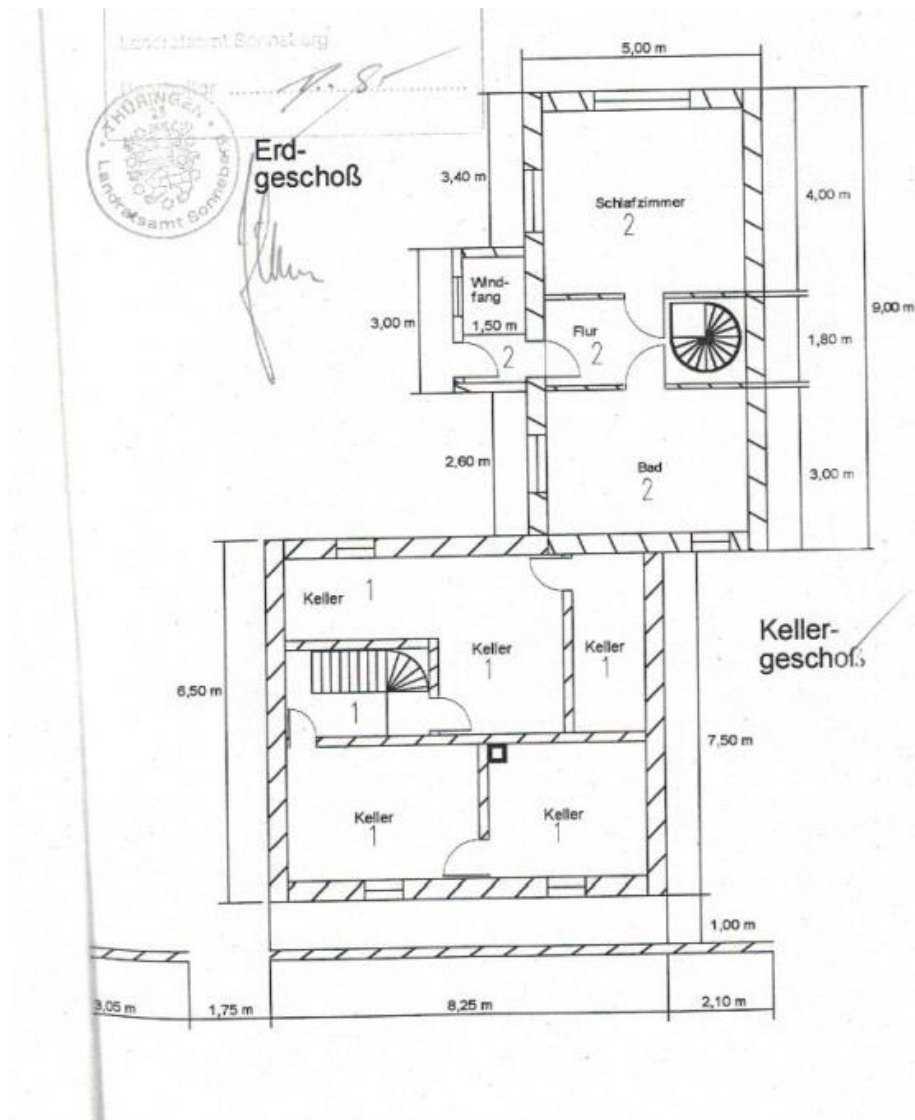 Landratsamt Sonneberg
THÜRINGEN
Landratsamt Sonneberg
Erd-
geschoß
5,00 m
3,40 m
Schlafzimmer
2
4,00 m
Wind-
fang
1,50 m
3,00 m
2
Flur
2
9,00 m
1,80 m
2,60 m
Bad
2
3,00 m
Keller 1
Keller
1
Keller
1
Keller-
geschoß
6,50 m
1
7,50 m
Keller
1
Keller
1
1,00 m
3,05 m
1,75 m
8,25 m
2,10 m